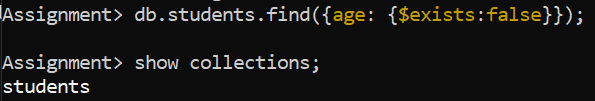 Assignment> db.students.find({age: {$exists:false}});
Assignment> show collections;
students